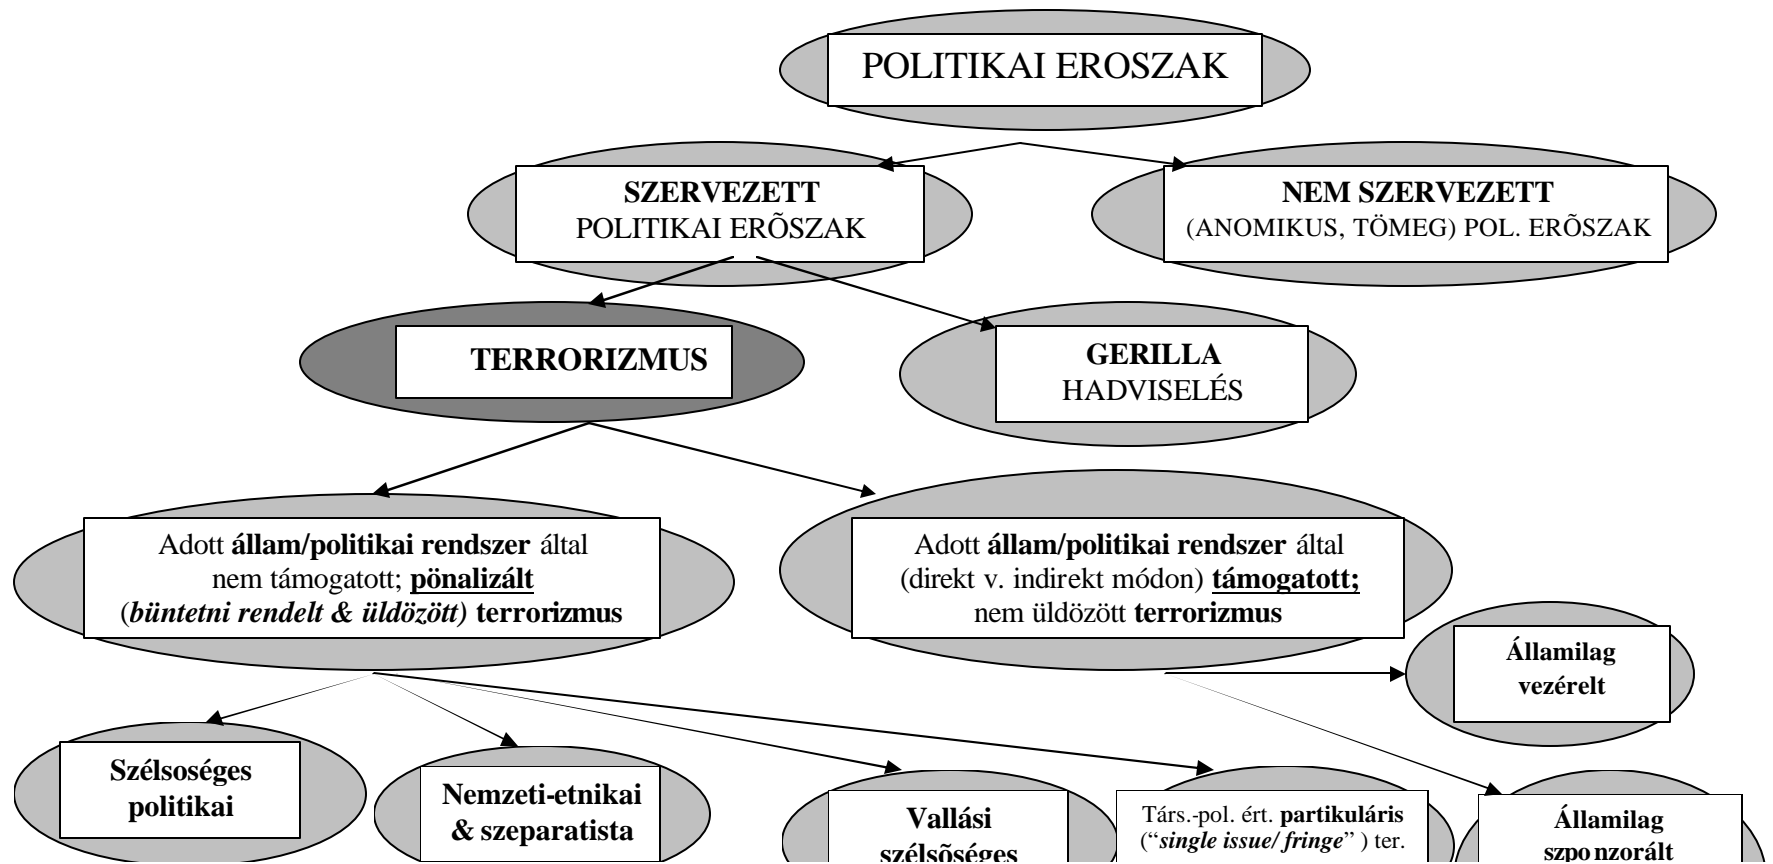 POLITIKAI EROSZAK
SZERVEZETT
POLITIKAI ERÕSZAK
NEM SZERVEZETT
(ANOMIKUS, TÖMEG) POL. ERÕSZAK
TERRORIZMUS
GERILLA
HADVISELÉS
Adott állam/politikai rendszer által
nem támogatott; pönalizált
(büntetni rendelt & üldözött) terrorizmus
Adott állam/politikai rendszer által
(direkt v. indirekt módon) támogatott;
nem üldözött terrorizmus
Államilag
vezérelt
Szélsoséges
politikai
Nemzeti-etnikai
& szeparatista
Vallási
szélsõséges
Társ.-pol. ért. partikuláris
(“single issue/ fringe” ) ter.
Államilag
szpo nzorált